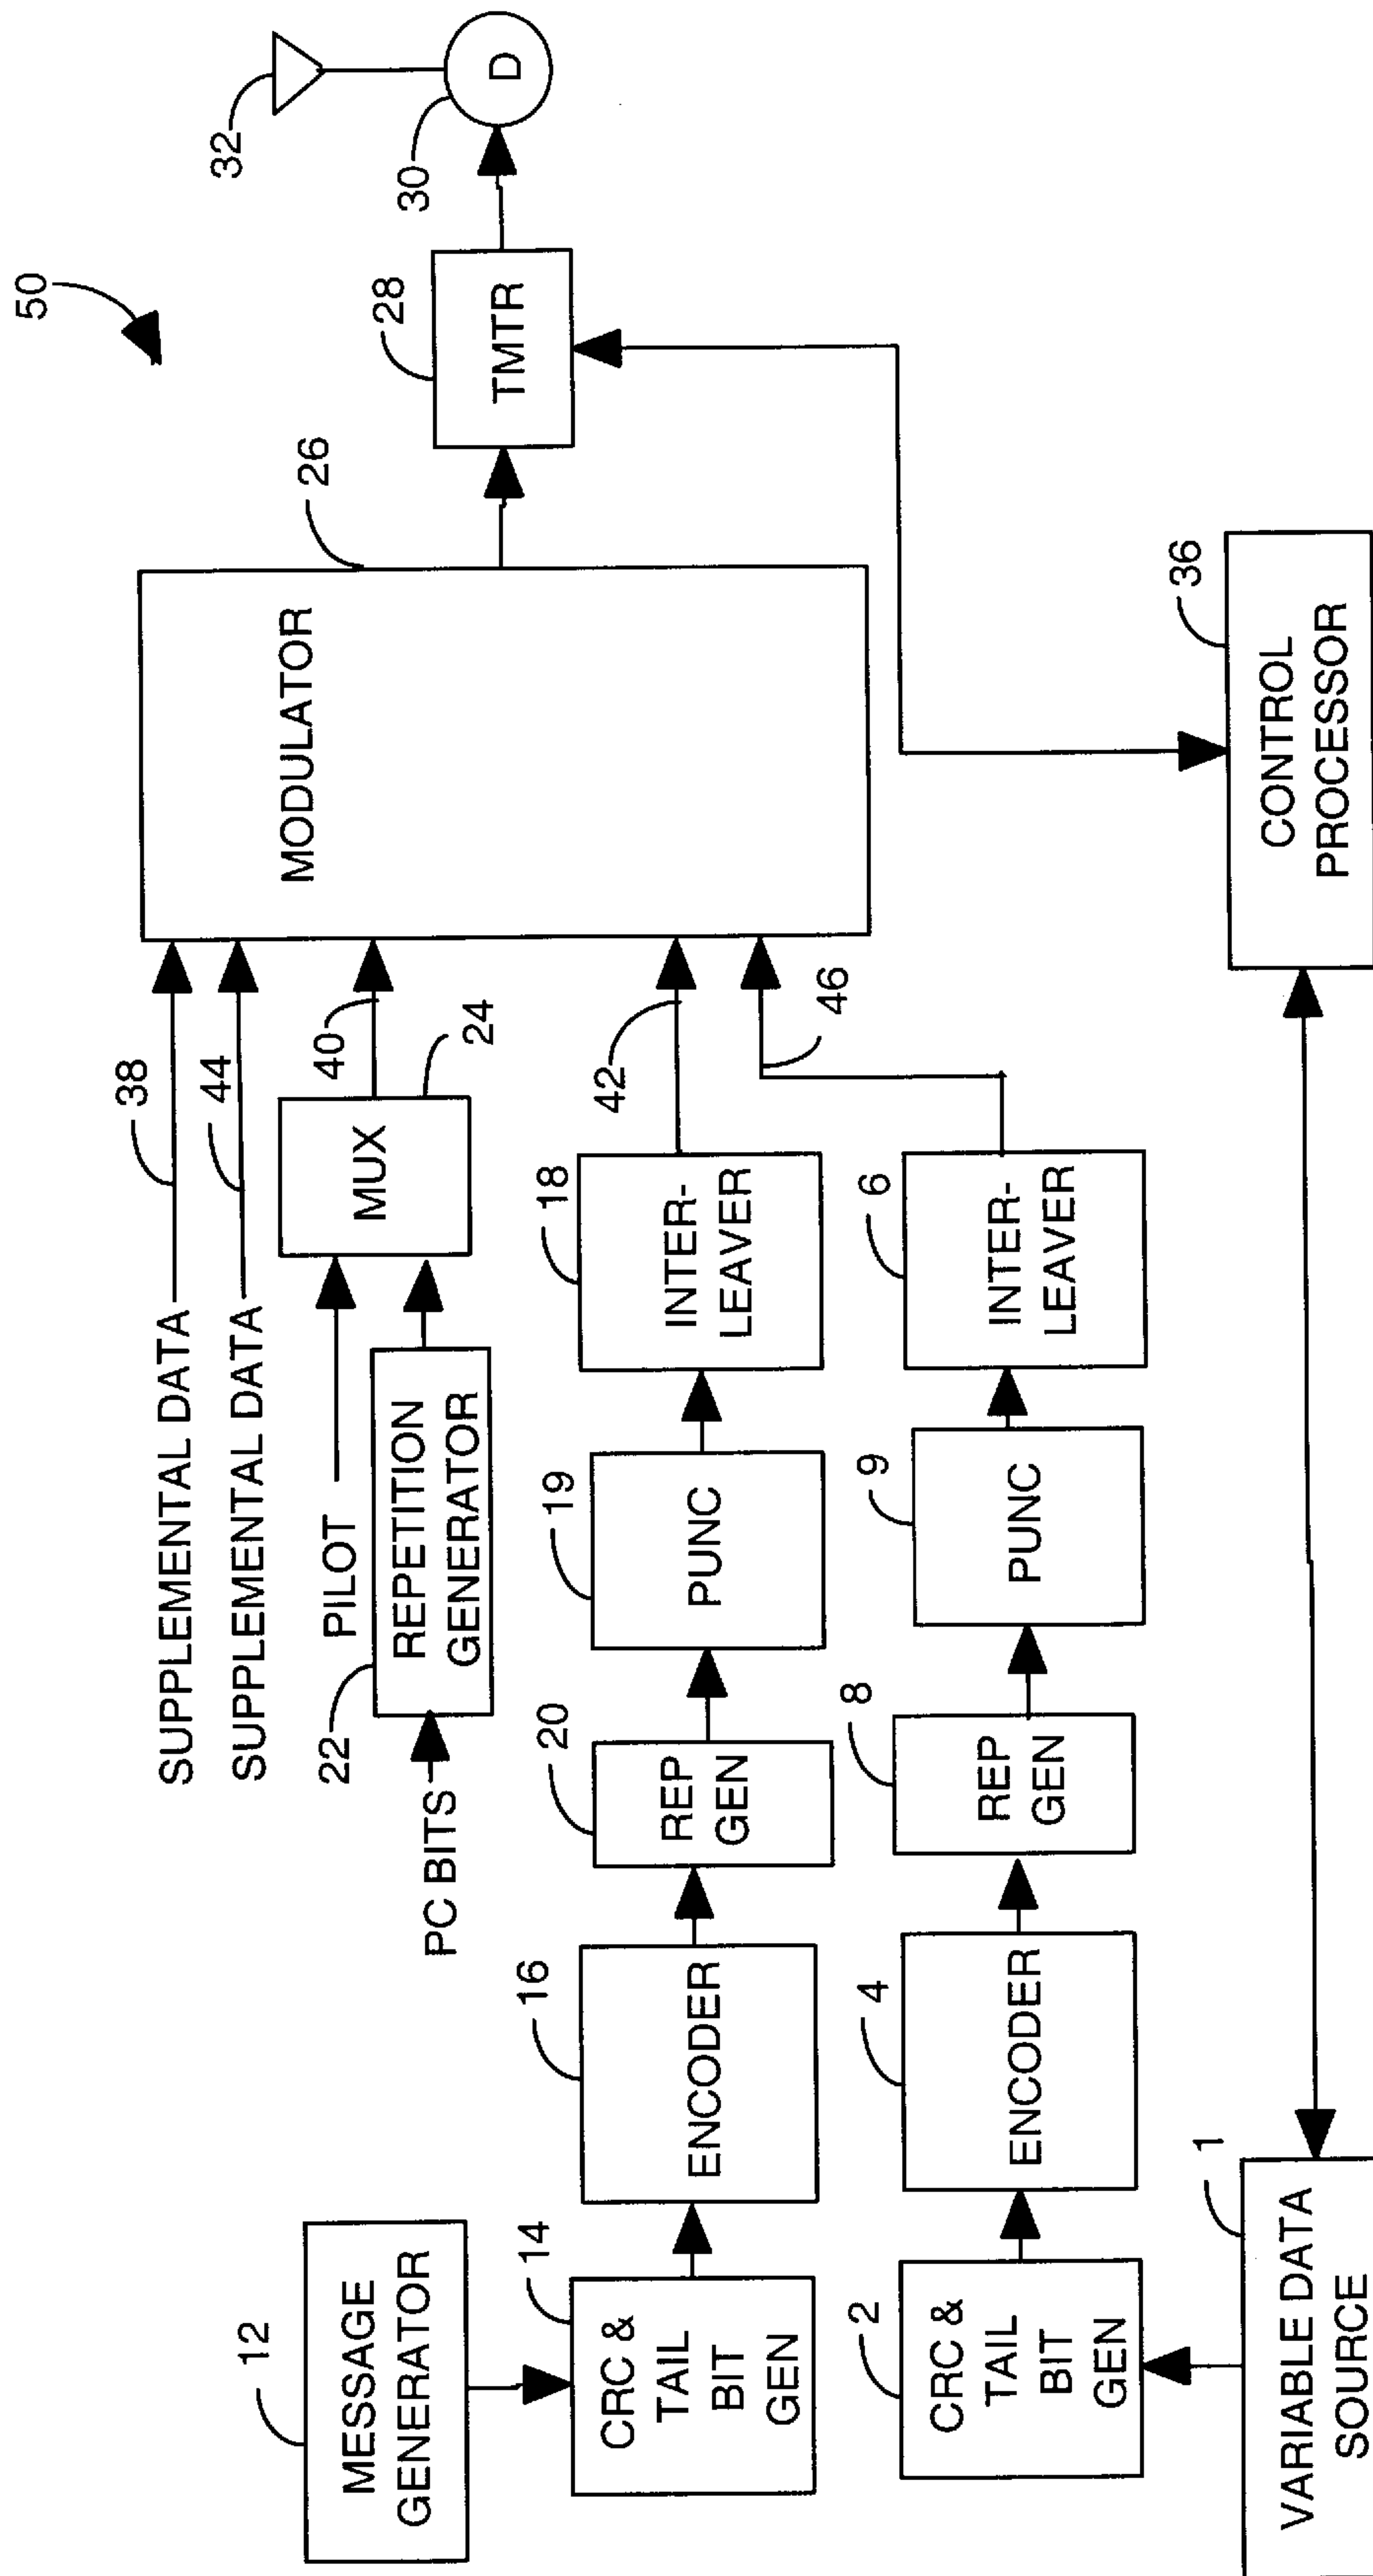 50
32
30
D
28
TMTR
26
MODULATOR
36
CONTROL
PROCESSOR
SUPPLEMENTAL DATA
38
SUPPLEMENTAL DATA
44
PILOT
40
MUX
24
22
REPETITION
GENERATOR
PC BITS
42
46
12
MESSAGE
GENERATOR
14
CRC &
TAIL
BIT
GEN
16
ENCODER
20
REP
GEN
19
PUNC
18
INTER-
LEAVER
2
CRC &
TAIL
BIT
GEN
4
ENCODER
8
REP
GEN
9
PUNC
6
INTER-
LEAVER
1
VARIABLE DATA
SOURCE